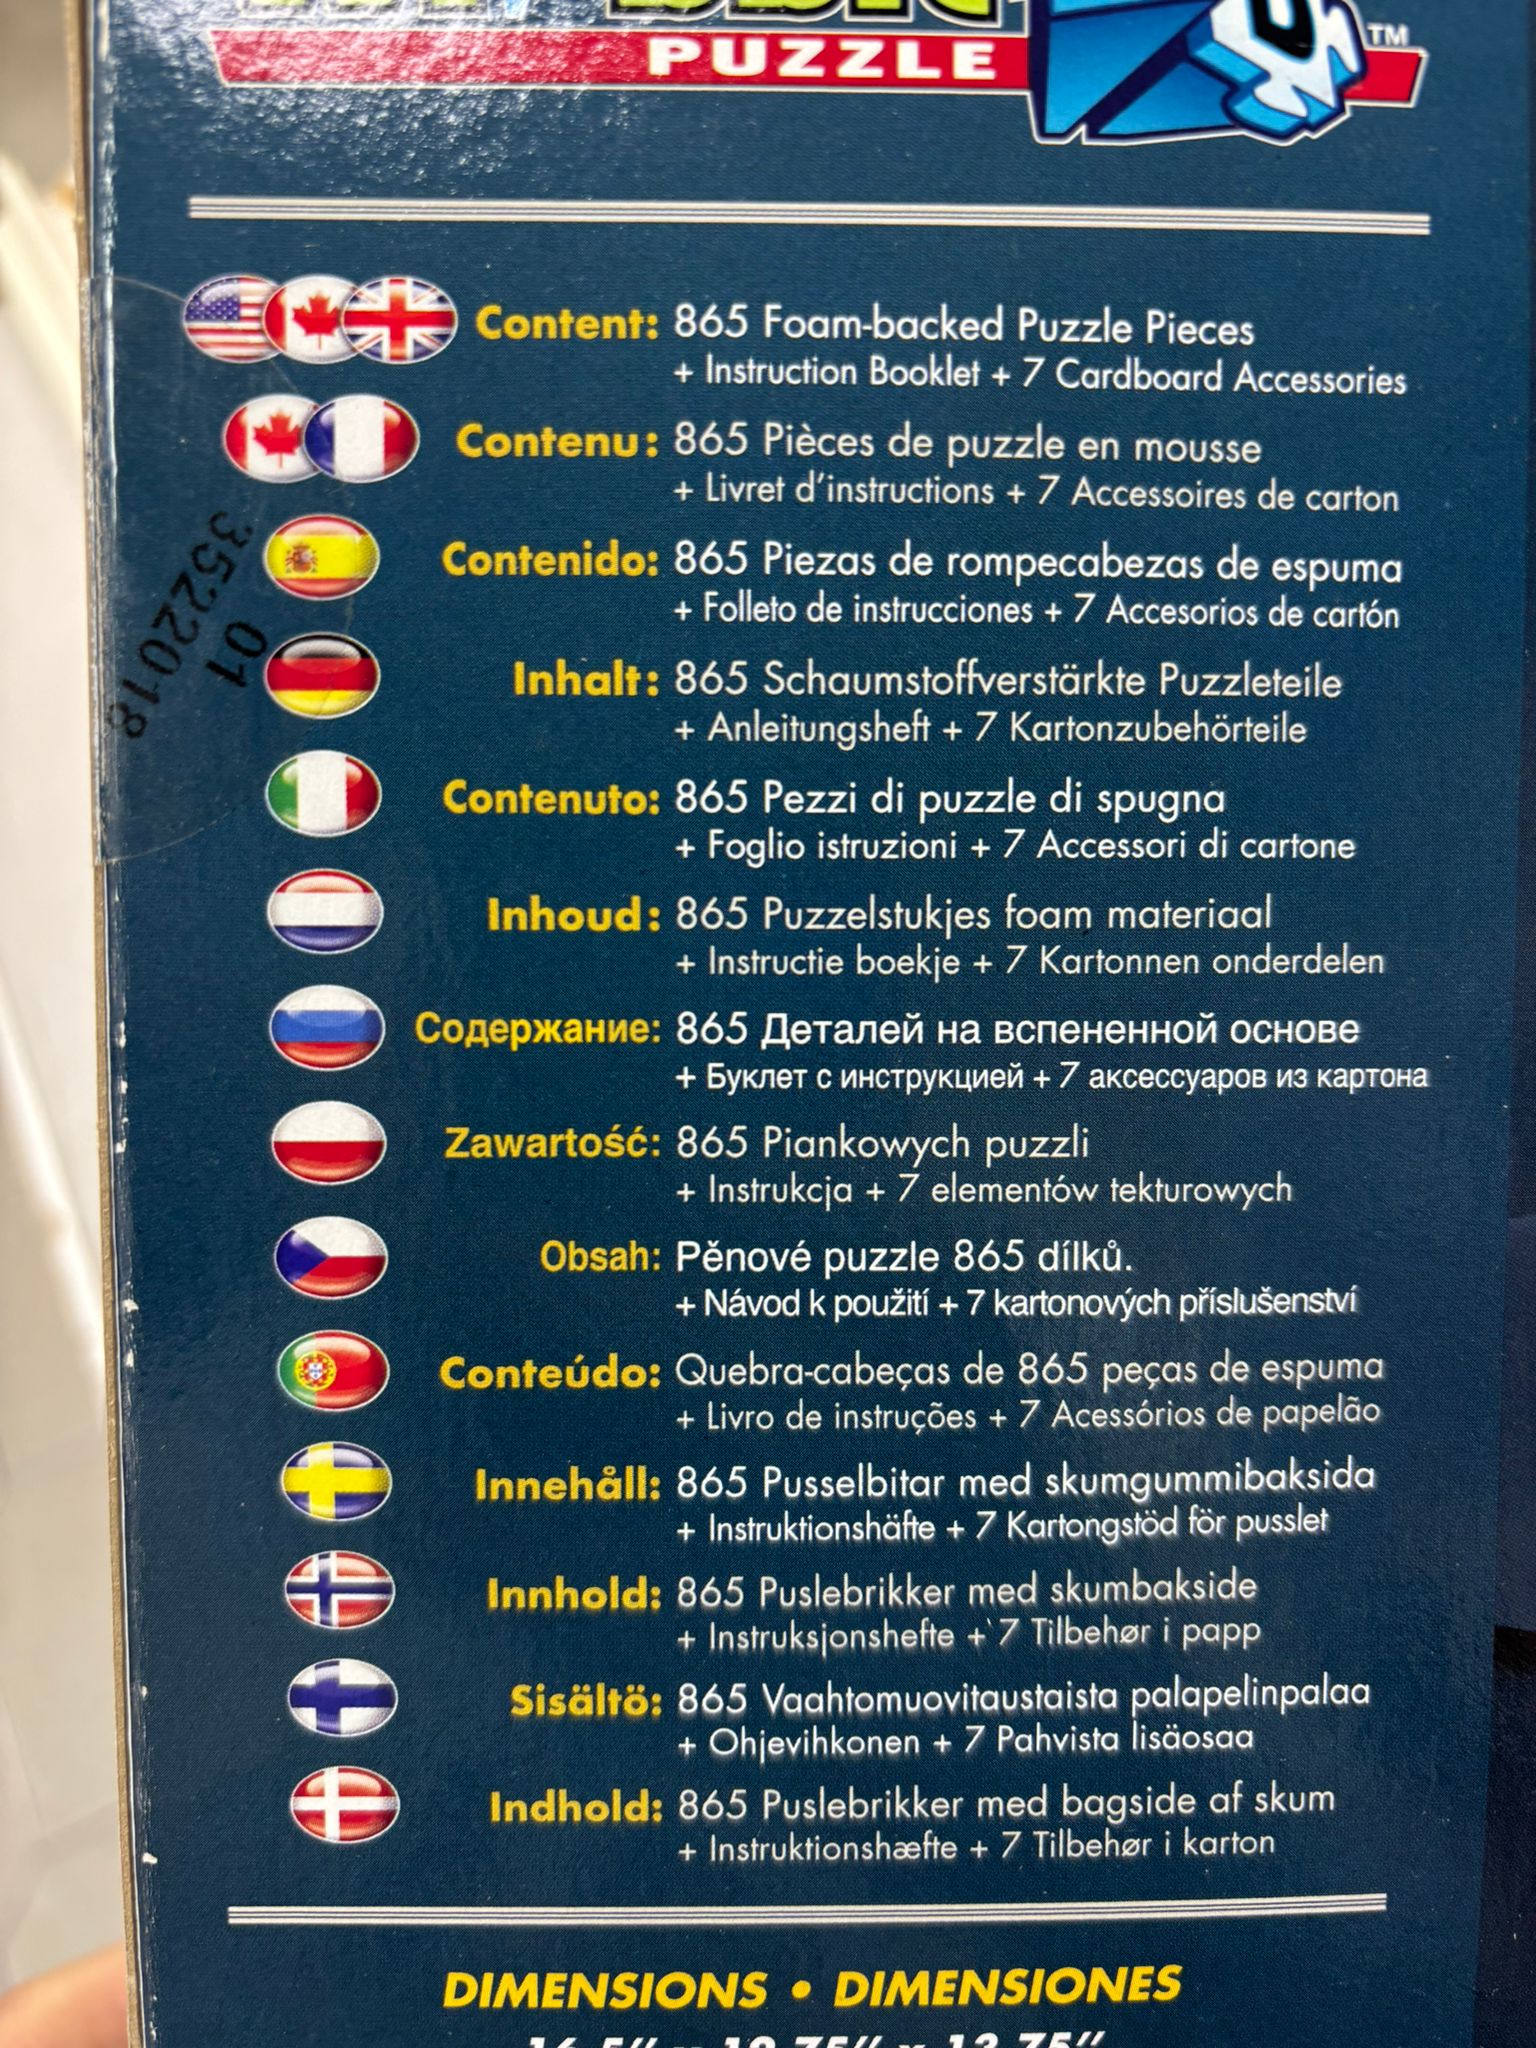 PUZZLE
TM
Content: 865 Foam-backed Puzzle Pieces
+ Instruction Booklet + 7 Cardboard Accessories
Contenu: 865 Pièces de puzzle en mousse
+ Livret d'instructions + 7 Accessoires de carton
Contenido: 865 Piezas de rompecabezas de espuma
+ Folleto de instrucciones + 7 Accesorios de cartón
3522018
01
Inhalt: 865 Schaumstoffverstärkte Puzzleteile
+ Anleitungsheft + 7 Kartonzubehörteile
Contenuto: 865 Pezzi di puzzle di spugna
+ Foglio istruzioni + 7 Accessori di cartone
Inhoud: 865 Puzzelstukjes foam materiaal
+ Instructie boekje + 7 Kartonnen onderdelen
Содержание: 865 Деталей на вспененной основе
+ Буклет с инструкцией + 7 аксессуаров из картона
Zawartość: 865 Piankowych puzzli
+ Instrukcja + 7 elementów tekturowych
Obsah: Pěnové puzzle 865 dílků.
+ Návod k použití + 7 kartonových příslušenství
Conteúdo: Quebra-cabeças de 865 peças de espuma
+ Livro de instruções + 7 Acessórios de papelão
Innehåll: 865 Pusselbitar med skumgummibaksida
+ Instruktionshäfte + 7 Kartongstöd för pusslet
Innhold: 865 Puslebrikker med skumbakside
+ Instruksjonshefte + 7 Tilbehør i papp
Sisältö: 865 Vaahtomuovitaustaista palapelinpalaa
+ Ohjevihkonen + 7 Pahvista lisäosaa
Indhold: 865 Puslebrikker med bagside af skum
+ Instruktionshæfte + 7 Tilbehør i karton
DIMENSIONS • DIMENSIONES